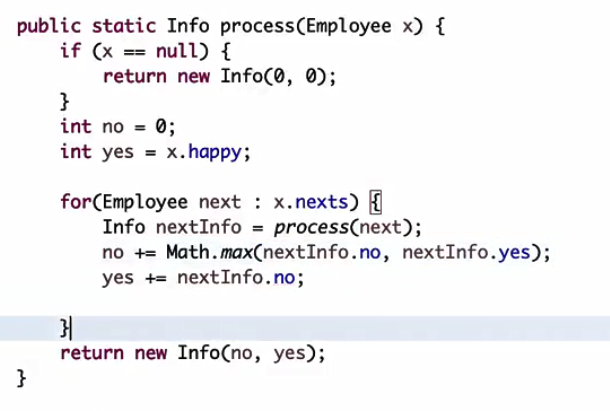 public static Info process(Employee x) {
if (x == null) {
return new Info(0, 0);
}
int no = 0;
int yes = x.happy;
for(Employee next : x.nexts) {
Info nextInfo = process(next);
no += Math.max(nextInfo.no, nextInfo.yes);
yes += nextInfo.no;
}
return new Info(no, yes);
}